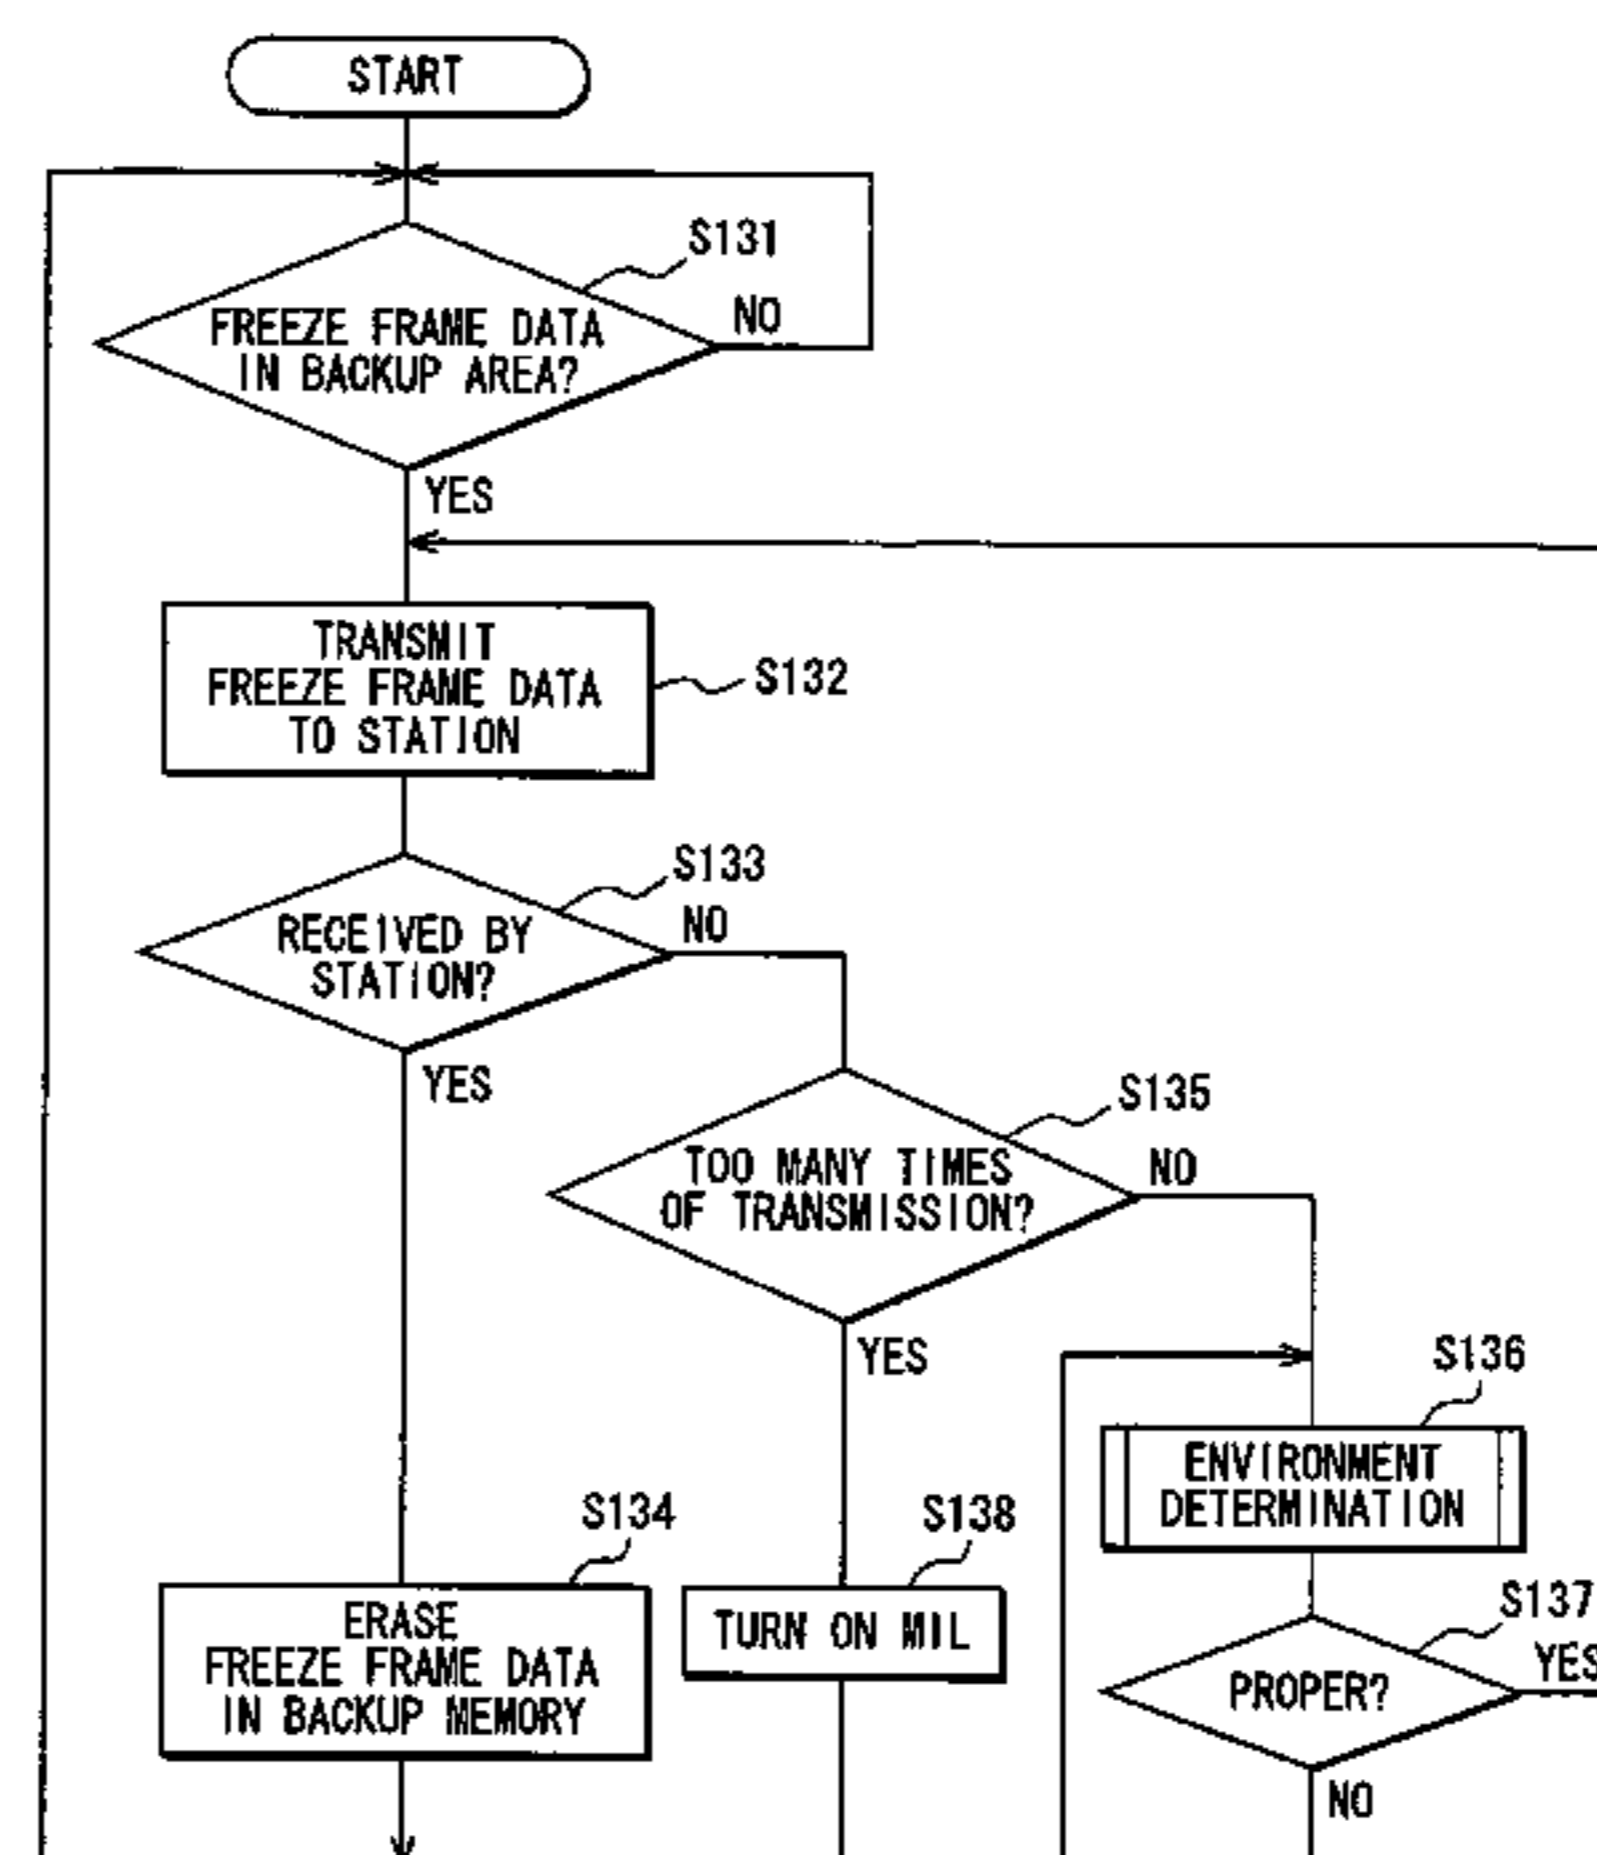 START
S131
FREEZE FRAME DATA
IN BACKUP AREA?
NO
YES
TRANSMIT
FREEZE FRAME DATA
TO STATION
S132
S133
RECEIVED BY
STATION?
NO
YES
S135
TOO MANY TIMES
OF TRANSMISSION?
NO
YES
S136
ENVIRONMENT
DETERMINATION
S134
ERASE
FREEZE FRAME DATA
IN BACKUP MEMORY
S138
TURN ON MIL
S137
PROPER?
YES
NO